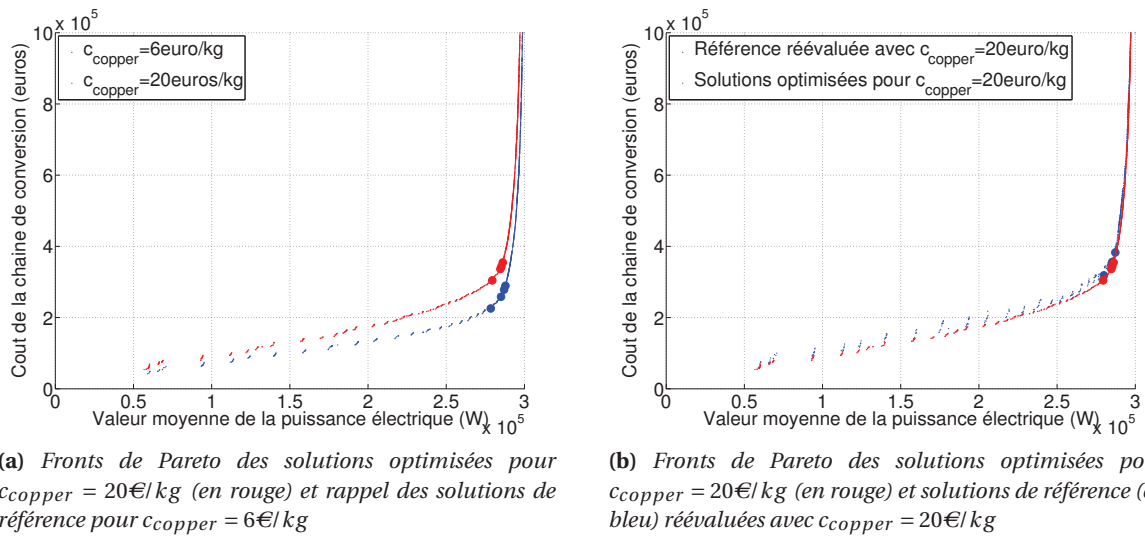 x 10^5
10
8
6
4
2
0
Cout de la chaine de conversion (euros)
c_copper=6euro/kg
c_copper=20euros/kg
0
0.5
1
1.5
2
2.5
3
x 10^5
Valeur moyenne de la puissance électrique (W)
x 10^5
10
8
6
4
2
0
Cout de la chaine de conversion (euros)
Référence réévaluée avec c_copper=20euro/kg
Solutions optimisées pour c_copper=20euro/kg
0
0.5
1
1.5
2
2.5
3
x 10^5
Valeur moyenne de la puissance électrique (W)
(a) Fronts de Pareto des solutions optimisées pour
c_copper = 20€/kg (en rouge) et rappel des solutions de
référence pour c_copper = 6€/kg
(b) Fronts de Pareto des solutions optimisées po
c_copper = 20€/kg (en rouge) et solutions de référence (
bleu) réévaluées avec c_copper = 20€/kg